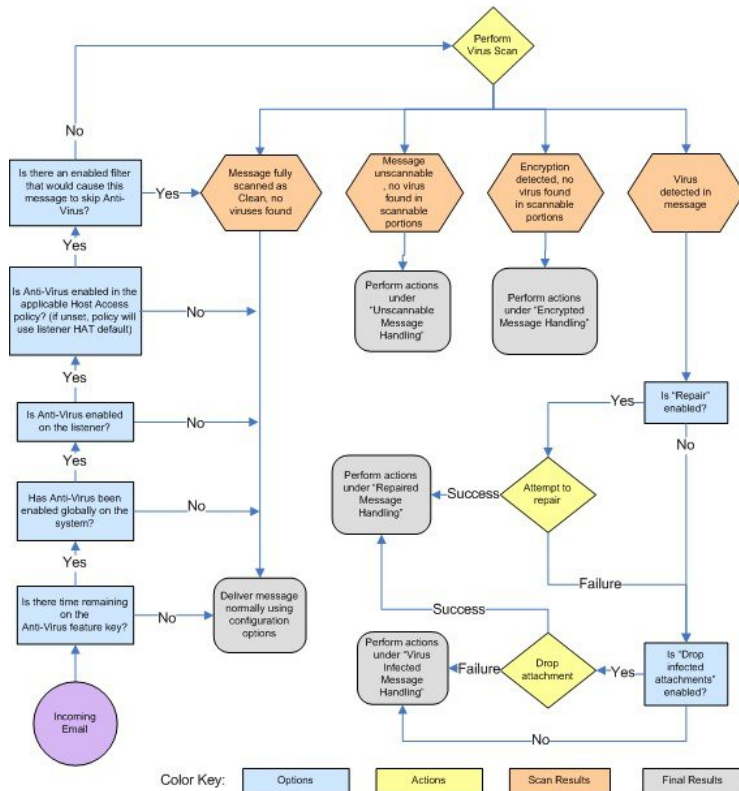 Perform
Virus Scan
No
Is there an enabled filter
that would cause this
message to skip Anti-
Virus?
Yes
Message fully
scanned as
Clean, no
viruses found
Message
unscannable
, no virus
found in
scannable
portions
Encryption
detected, no
virus found
in scannable
portions
Virus
detected in
message
Yes
Is Anti-Virus enabled in the
applicable Host Access
policy? (if unset, policy will
use listener HAT default)
No
Perform actions
under
“Unscannable
Message
Handling”
Perform actions
under “Encrypted
Message Handling”
Yes
Is Anti-Virus enabled
on the listener?
No
Is “Repair”
enabled?
Yes
No
Yes
Has Anti-Virus been
enabled globally on the
system?
No
Perform actions
under “Repaired
Message
Handling”
Success
Attempt to
repair
Failure
Yes
Is there time remaining
on the
Anti-Virus feature key?
No
Deliver message
normally using
configuration
options
Success
Perform actions
under “Virus
Infected
Message
Handling”
Failure
Drop
attachment
Yes
Is “Drop
infected
attachments”
enabled?
No
Incoming
Email
Color Key:
Options
Actions
Scan Results
Final Results